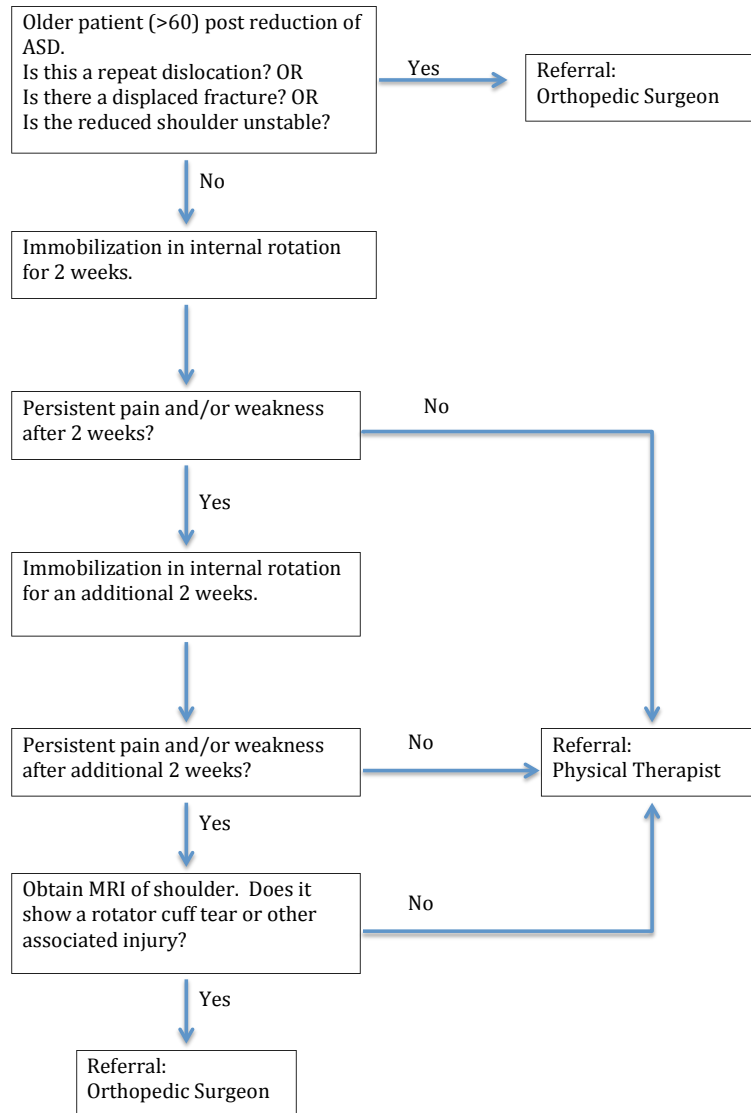 Older patient (>60) post reduction of
ASD.
Is this a repeat dislocation? OR
Is there a displaced fracture? OR
Is the reduced shoulder unstable?
Yes
Referral:
Orthopedic Surgeon
No
Immobilization in internal rotation
for 2 weeks.
Persistent pain and/or weakness
after 2 weeks?
No
Yes
Immobilization in internal rotation
for an additional 2 weeks.
Persistent pain and/or weakness
after additional 2 weeks?
No
Referral:
Physical Therapist
Yes
Obtain MRI of shoulder. Does it
show a rotator cuff tear or other
associated injury?
No
Yes
Referral:
Orthopedic Surgeon